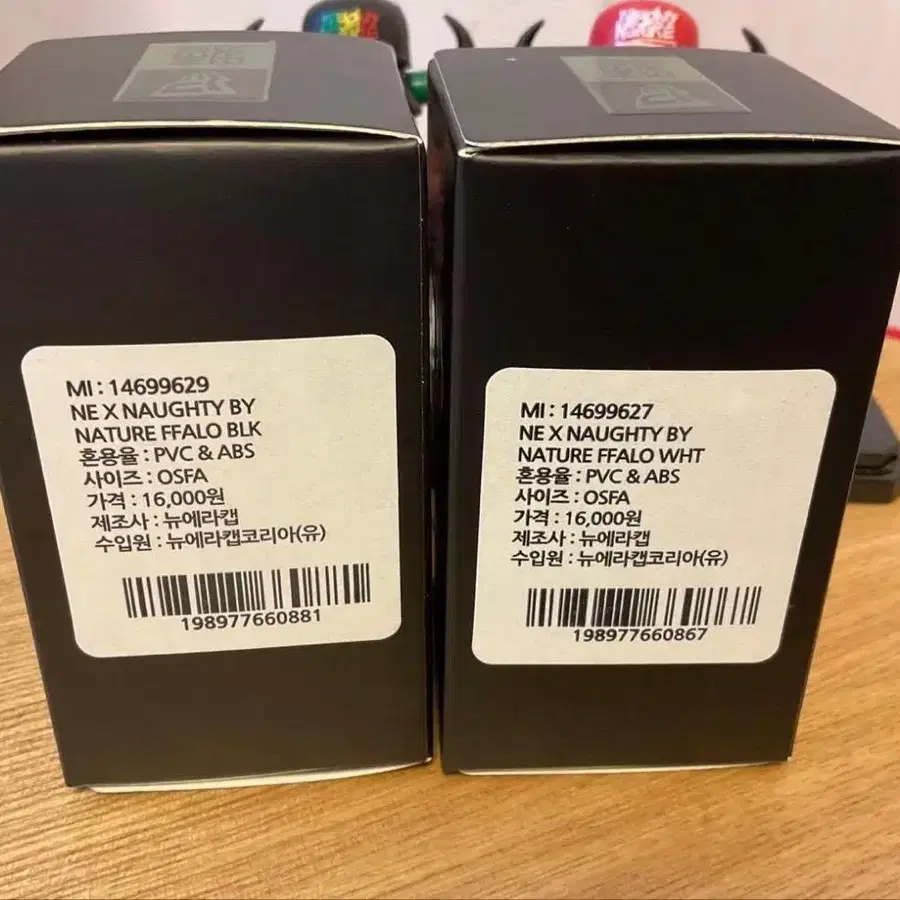 NAUGHTY
NATURE
MI : 14699629
NE X NAUGHTY BY
NATURE FFALO BLK
혼용율 : PVC & ABS
사이즈 : OSFA
가격 : 16,000원
제조사 : 뉴에라캡
수입원 : 뉴에라캡코리아(유)
198977660881
MI : 14699627
NE X NAUGHTY BY
NATURE FFALO WHT
혼용율 : PVC & ABS
사이즈 : OSFA
가격 : 16,000원
제조사 : 뉴에라캡
수입원 : 뉴에라캡코리아(유)
198977660867